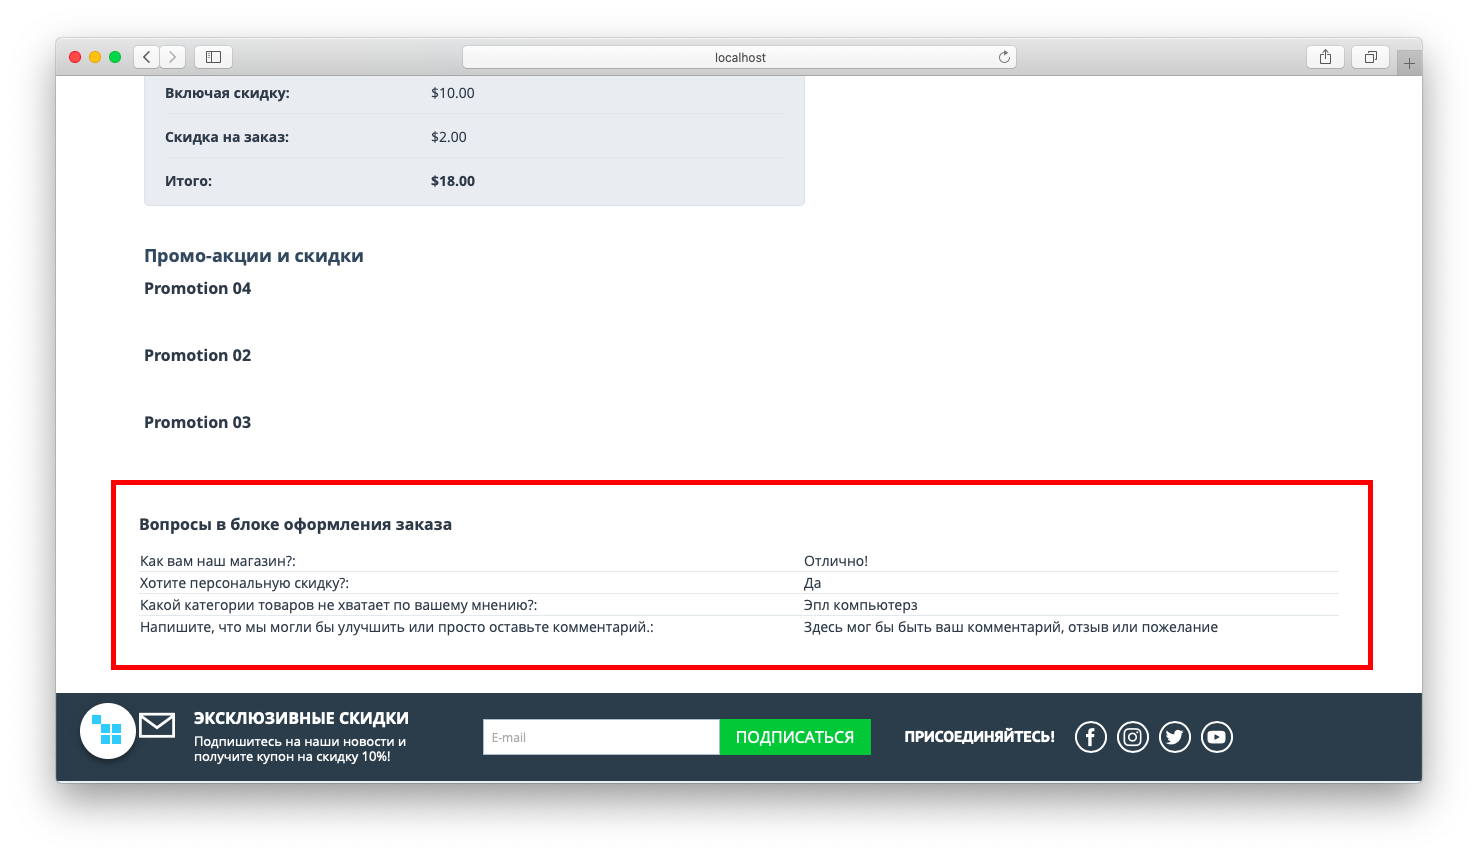 localhost
Включая скидку: $10.00
Скидка на заказ: $2.00
Итого: $18.00
Промо-акции и скидки
Promotion 04
Promotion 02
Promotion 03
Вопросы в блоке оформления заказа
Как вам наш магазин?: Отлично!
Хотите персональную скидку?: Да
Какой категории товаров не хватает по вашему мнению?: Эпл компьютерз
Напишите, что мы могли бы улучшить или просто оставьте комментарий.: Здесь мог бы быть ваш комментарий, отзыв или пожелание
ЭКСКЛЮЗИВНЫЕ СКИДКИ
Подпишитесь на наши новости и
получите купон на скидку 10%!
E-mail
ПОДПИСАТЬСЯ
ПРИСОЕДИНЯЙТЕСЬ!